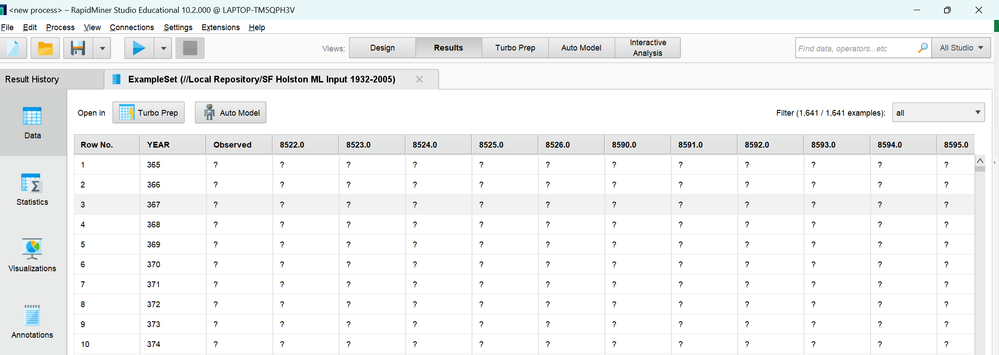 <new process> – RapidMiner Studio Educational 10.2.000 @ LAPTOP-TM5QPH3V
File Edit Process View Connections Settings Extensions Help
Views: Design Results Turbo Prep Auto Model Interactive Analysis Find data, operators...etc All Studio
Result History ExampleSet (//Local Repository/SF Holston ML Input 1932-2005)
Open in Turbo Prep Auto Model Filter (1,641 / 1,641 examples): all
Data
Statistics
Visualizations
Annotations
Row No. YEAR Observed 8522.0 8523.0 8524.0 8525.0 8526.0 8590.0 8591.0 8592.0 8593.0 8594.0 8595.0
1 365 ? ? ? ? ? ? ? ? ? ? ? ?
2 366 ? ? ? ? ? ? ? ? ? ? ? ?
3 367 ? ? ? ? ? ? ? ? ? ? ? ?
4 368 ? ? ? ? ? ? ? ? ? ? ? ?
5 369 ? ? ? ? ? ? ? ? ? ? ? ?
6 370 ? ? ? ? ? ? ? ? ? ? ? ?
7 371 ? ? ? ? ? ? ? ? ? ? ? ?
8 372 ? ? ? ? ? ? ? ? ? ? ? ?
9 373 ? ? ? ? ? ? ? ? ? ? ? ?
10 374 ? ? ? ? ? ? ? ? ? ? ? ?